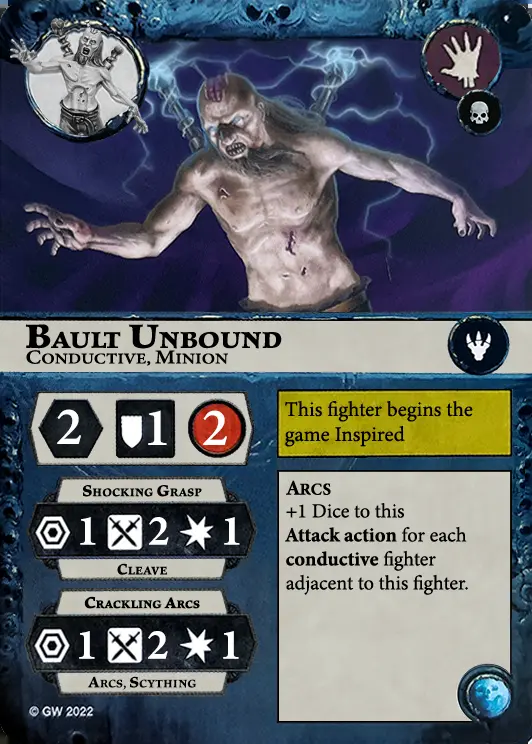 Bault Unbound
Conductive, Minion
2 1 2
This fighter begins the
game Inspired
Shocking Grasp
1 2 1
Cleave
Crackling Arcs
1 2 1
Arcs, Scything
Arcs
+1 Dice to this
Attack action for each
conductive fighter
adjacent to this fighter.
© GW 2022